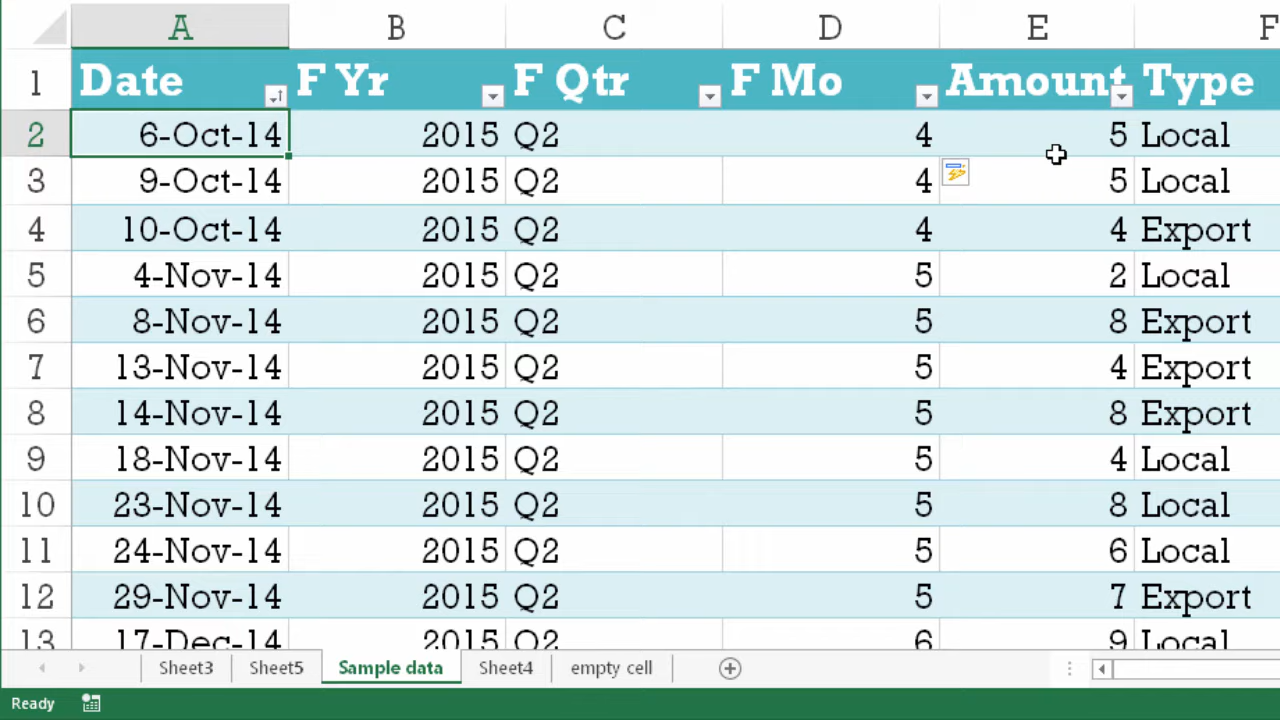 A B C D E F
1 Date F Yr F Qtr F Mo Amount Type
2 6-Oct-14 2015 Q2 4 5 Local
3 9-Oct-14 2015 Q2 4 5 Local
4 10-Oct-14 2015 Q2 4 4 Export
5 4-Nov-14 2015 Q2 5 2 Local
6 8-Nov-14 2015 Q2 5 8 Export
7 13-Nov-14 2015 Q2 5 4 Export
8 14-Nov-14 2015 Q2 5 8 Export
9 18-Nov-14 2015 Q2 5 4 Local
10 23-Nov-14 2015 Q2 5 8 Local
11 24-Nov-14 2015 Q2 5 6 Local
12 29-Nov-14 2015 Q2 5 7 Export
13 17-Dec-14 2015 Q2 6 9 Local
Sheet3 Sheet5 Sample data Sheet4 empty cell
Ready